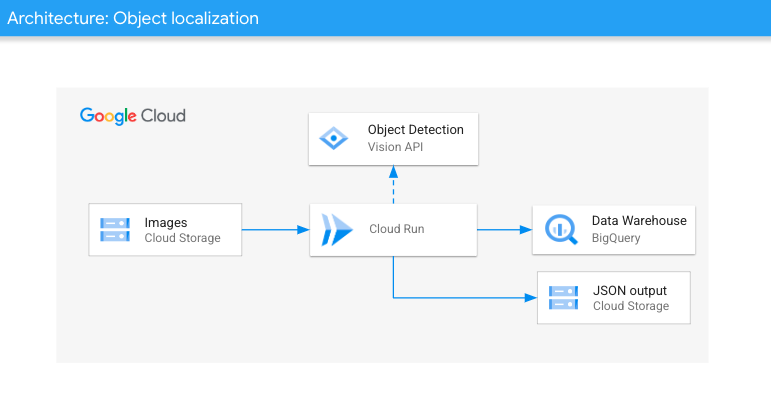 Architecture: Object localization
Google Cloud
Object Detection
Vision API
Images
Cloud Storage
Cloud Run
Data Warehouse
BigQuery
JSON output
Cloud Storage